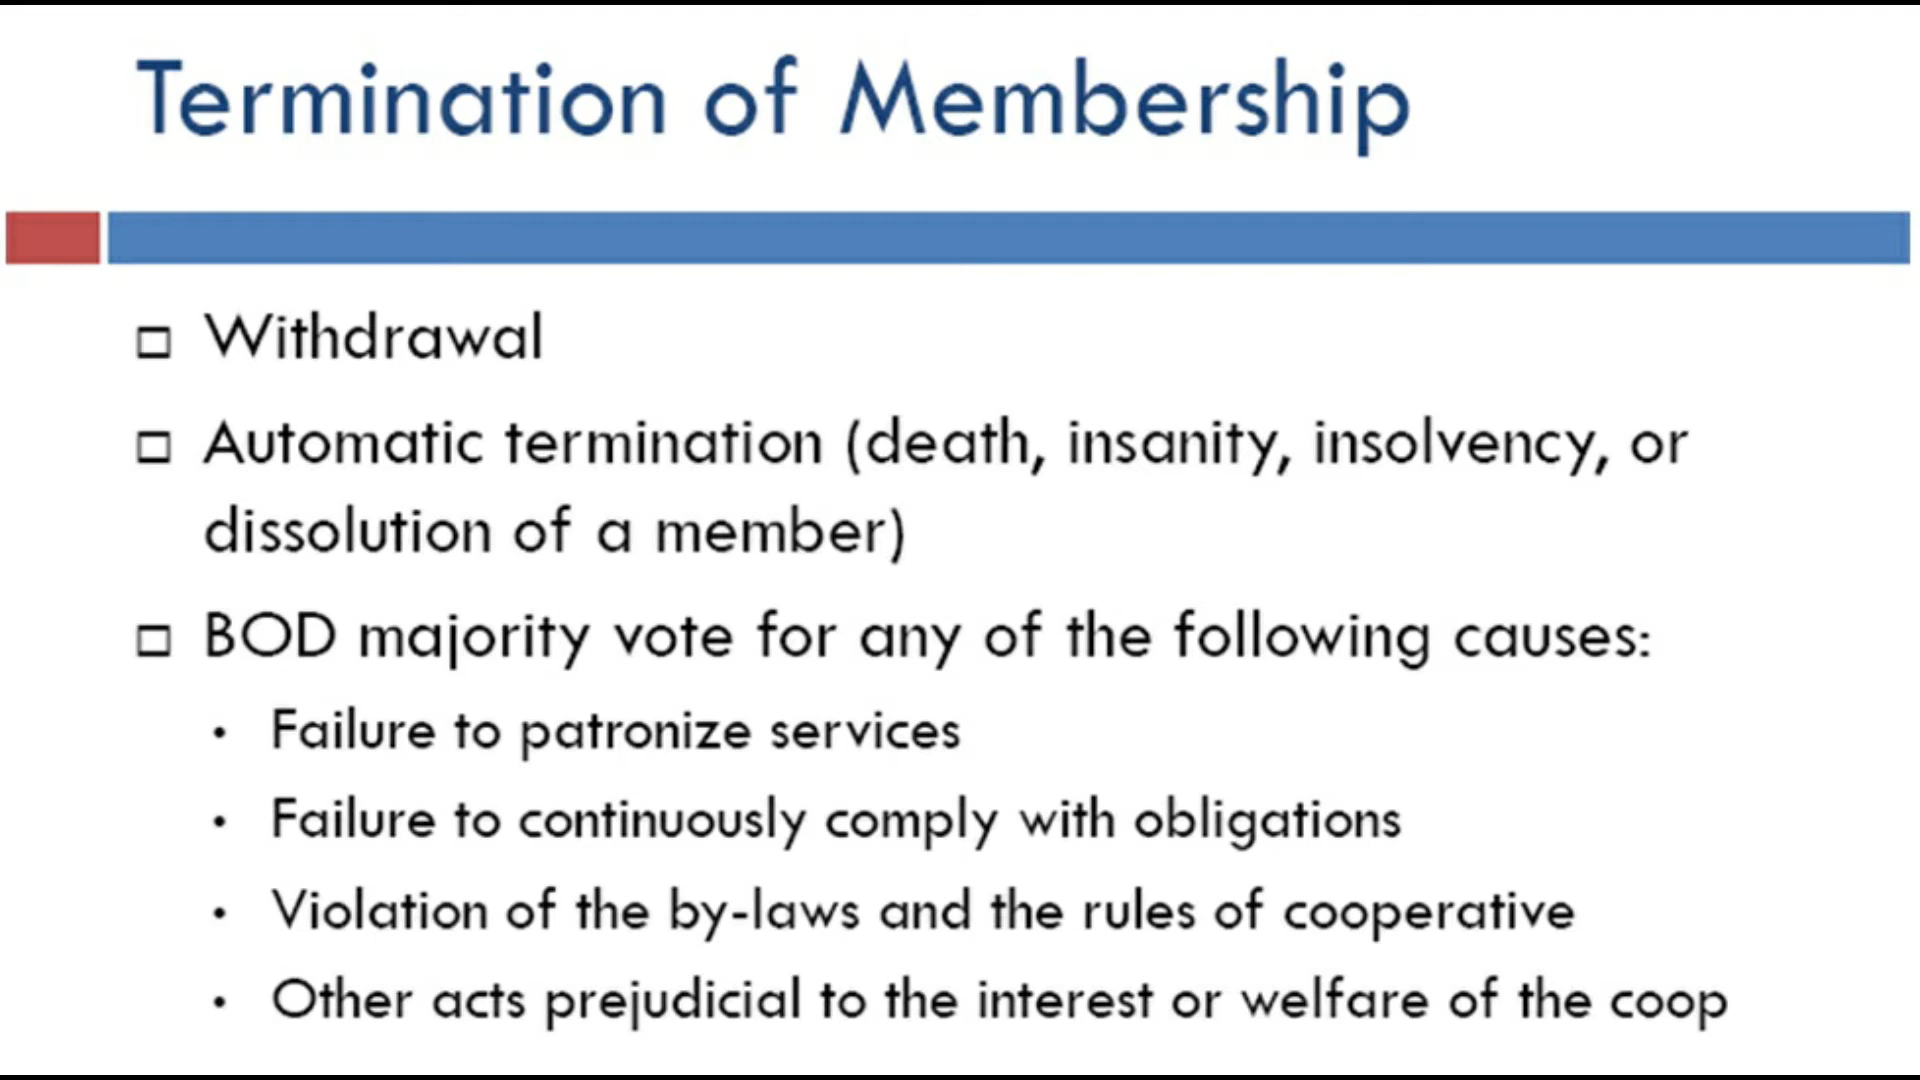 Termination of Membership
□ Withdrawal
□ Automatic termination (death, insanity, insolvency, or
dissolution of a member)
□ BOD majority vote for any of the following causes:
• Failure to patronize services
• Failure to continuously comply with obligations
• Violation of the by-laws and the rules of cooperative
• Other acts prejudicial to the interest or welfare of the coop